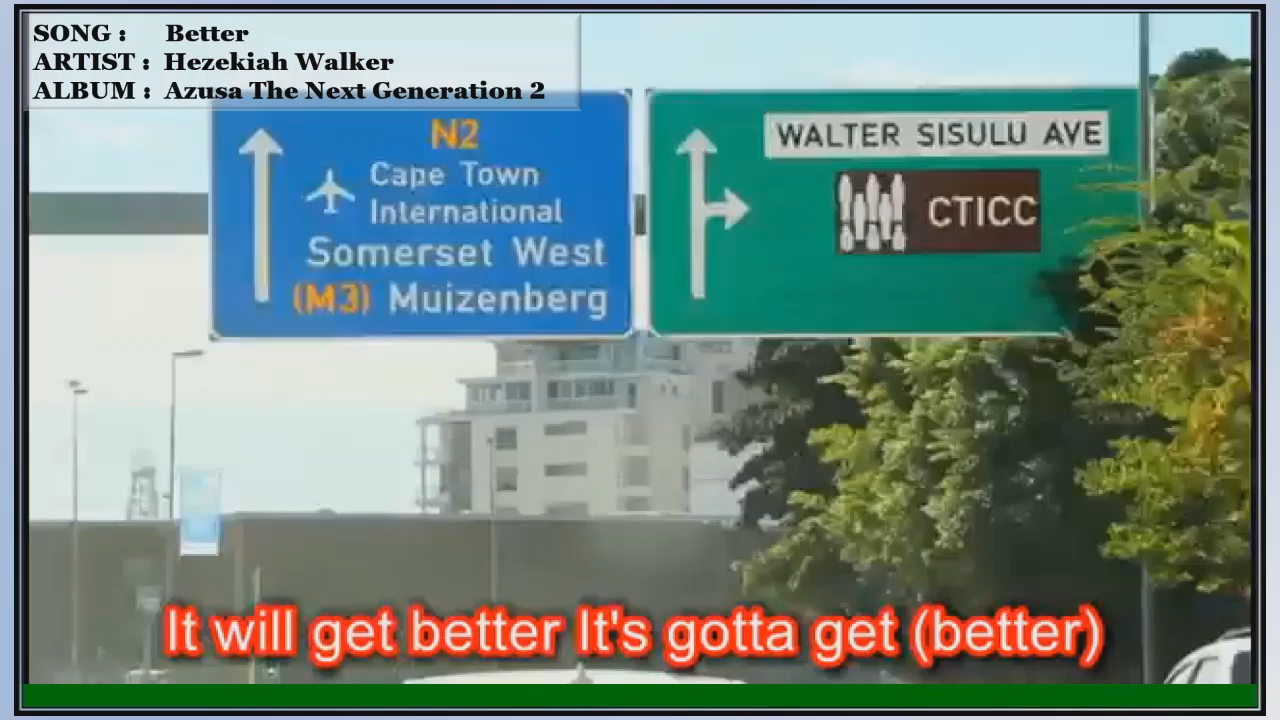 SONG : Better
ARTIST : Hezekiah Walker
ALBUM : Azusa The Next Generation 2
N2
Cape Town
International
Somerset West
(M3) Muizenberg
WALTER SISULU AVE
CTICC
It will get better It's gotta get (better)